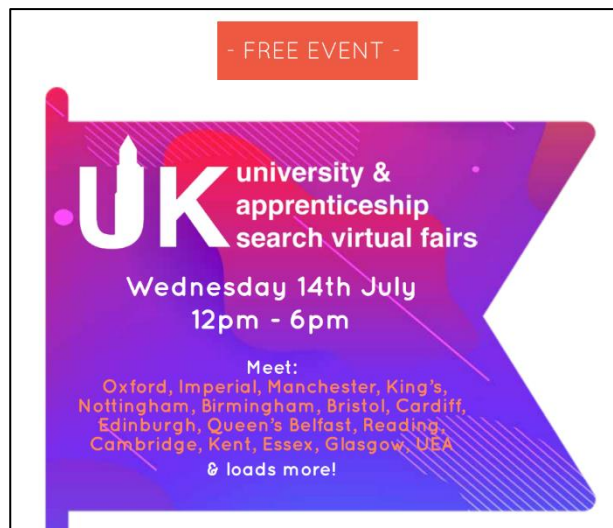 - FREE EVENT -
UK
university &
apprenticeship
search virtual fairs
Wednesday 14th July
12pm - 6pm
Meet:
Oxford, Imperial, Manchester, King's,
Nottingham, Birmingham, Bristol, Cardiff,
Edinburgh, Queen's Belfast, Reading,
Cambridge, Kent, Essex, Glasgow, UEA
& loads more!